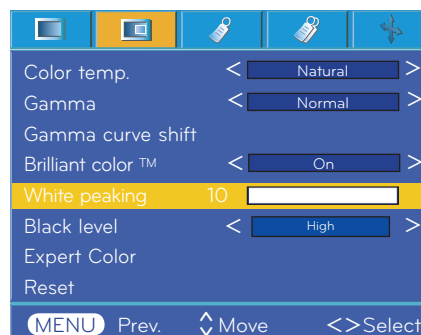 Color temp. < Natural >
Gamma < Normal >
Gamma curve shift
Brilliant color ™ < On >
White peaking 10
Black level < High >
Expert Color
Reset
MENU Prev. Move <>Select